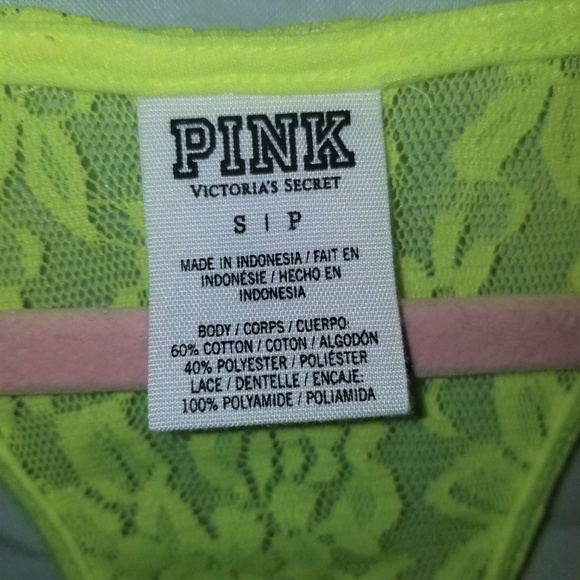 PINK
VICTORIA'S SECRET
S | P
MADE IN INDONESIA / FAIT EN
INDONÉSIE / HECHO EN
INDONESIA
BODY / CORPS / CUERPO:
60% COTTON / COTON / ALGODÓN
40% POLYESTER / POLIÉSTER
LACE / DENTELLE / ENCAJE:
100% POLYAMIDE / POLIAMIDA